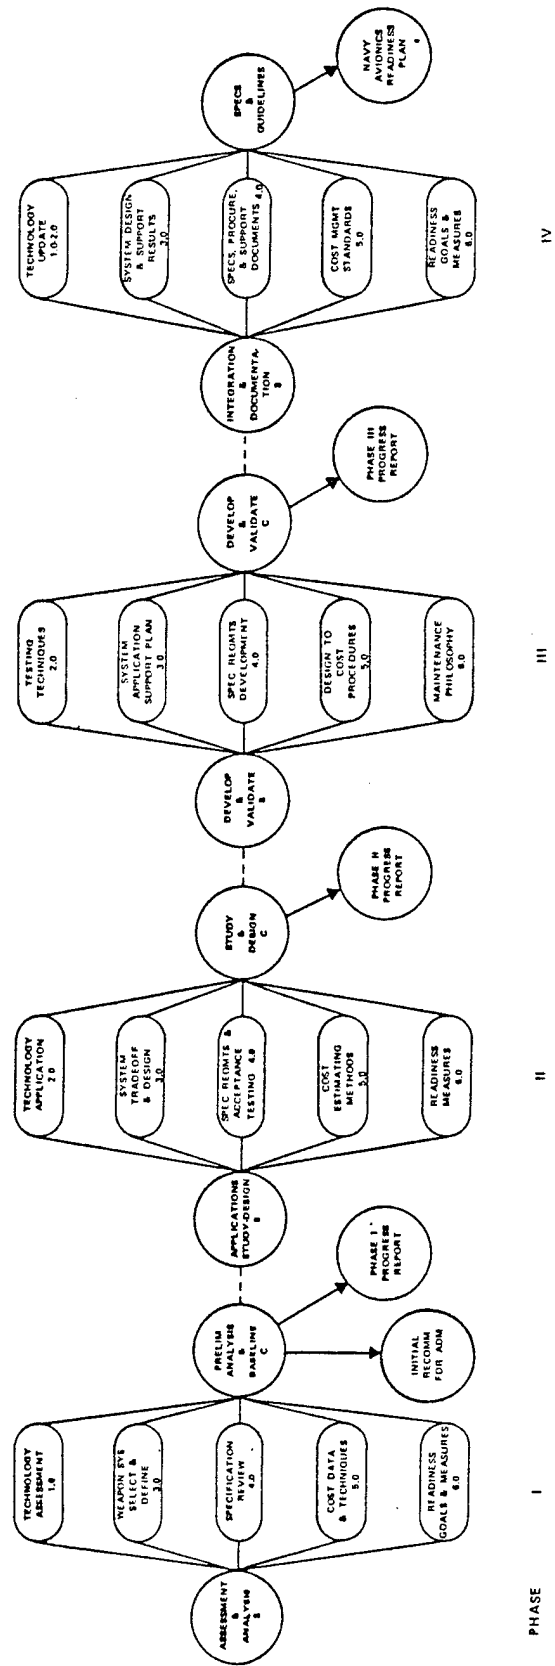 ASSESSMENT
&
ANALYSIS
S
TECHNOLOGY
ASSESSMENT
1.0
WEAPON SYS
SELECT &
DEFINE
3.0
SPECIFICATION
REVIEW
4.0
COST DATA
& TECHNIQUES
5.0
READINESS
GOALS & MEASURES
6.0
PRELIM
ANALYSIS
&
BASELINE
C
INITIAL
RECOMM
FOR ADM
PHASE I
PROGRESS
REPORT
APPLICATIONS
STUDY-DESIGN
S
TECHNOLOGY
APPLICATION
2.0
SYSTEM
TRADEOFF
& DESIGN
3.0
SPEC REQMTS &
ACCEPTANCE
TESTING 4.0
COST
ESTIMATING
METHODS
5.0
READINESS
MEASURES
6.0
STUDY
&
DESIGN
C
PHASE II
PROGRESS
REPORT
DEVELOP
&
VALIDATE
S
TESTING
TECHNIQUES
2.0
SYSTEM
APPLICATION
SUPPORT PLAN
3.0
SPEC REQMTS
DEVELOPMENT
4.0
DESIGN TO
COST
PROCEDURES
5.0
MAINTENANCE
PHILOSOPHY
6.0
DEVELOP
&
VALIDATE
C
PHASE III
PROGRESS
REPORT
INTEGRATION
&
DOCUMENTA-
TION
S
TECHNOLOGY
UPDATE
1.0-2.0
SYSTEM DESIGN
& SUPPORT
RESULTS
3.0
SPECS, PROCURE,
& SUPPORT
DOCUMENTS 4.0
COST MGMT
STANDARDS
5.0
READINESS
GOALS &
MEASURES
6.0
SPECS
&
GUIDELINES
NAVY
AVIONICS
READINESS
PLAN
PHASE I II III IV